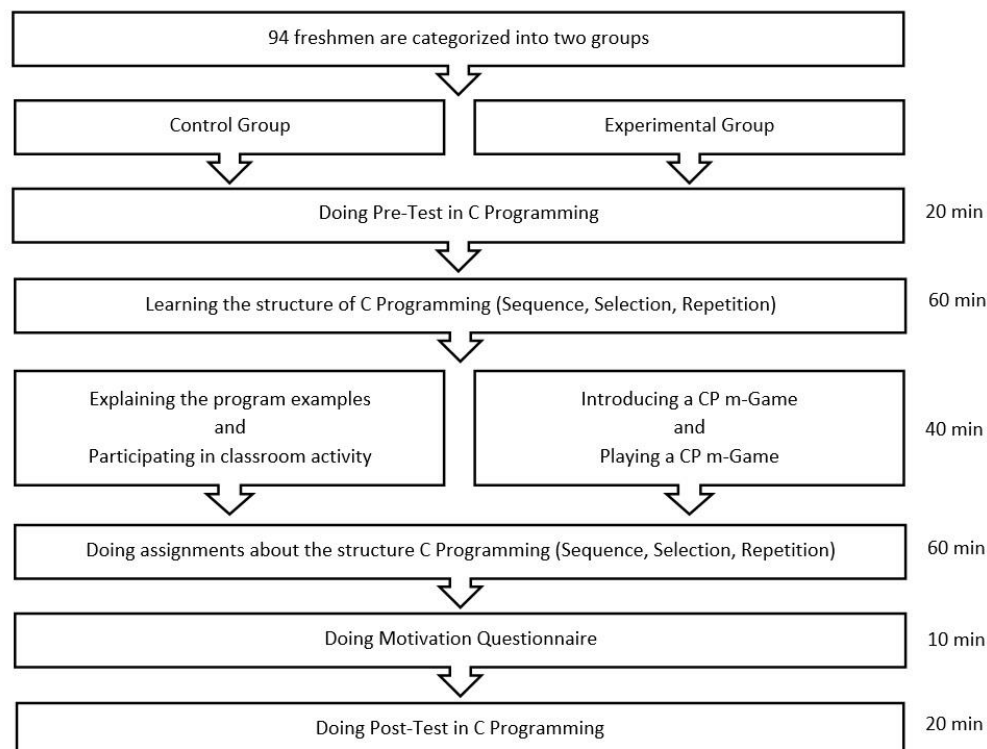 94 freshmen are categorized into two groups
Control Group
Experimental Group
Doing Pre-Test in C Programming
20 min
Learning the structure of C Programming (Sequence, Selection, Repetition)
60 min
Explaining the program examples
and
Participating in classroom activity
Introducing a CP m-Game
and
Playing a CP m-Game
40 min
Doing assignments about the structure C Programming (Sequence, Selection, Repetition)
60 min
Doing Motivation Questionnaire
10 min
Doing Post-Test in C Programming
20 min